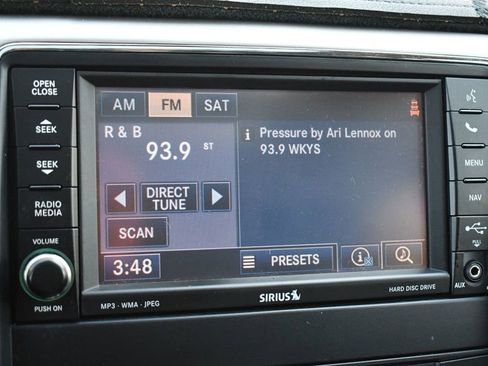 OPEN
CLOSE
SEEK
SEEK
RADIO
MEDIA
VOLUME
PUSH ON
AM FM SAT
R & B
93.9 ST
DIRECT
TUNE
SCAN
3:48
i Pressure by Ari Lennox on
93.9 WKYS
PRESETS
i
MENU
NAV
PULL
AUX
MP3 · WMA · JPEG
SIRIUS
HARD DISC DRIVE